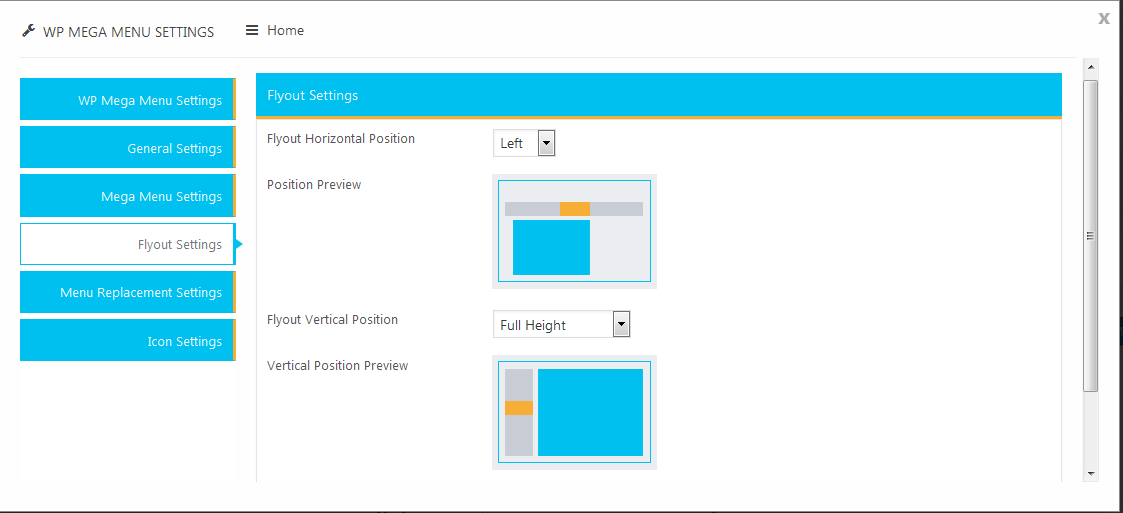 WP MEGA MENU SETTINGS Home x
WP Mega Menu Settings
General Settings
Mega Menu Settings
Flyout Settings
Menu Replacement Settings
Icon Settings
Flyout Settings
Flyout Horizontal Position Left
Position Preview
Flyout Vertical Position Full Height
Vertical Position Preview